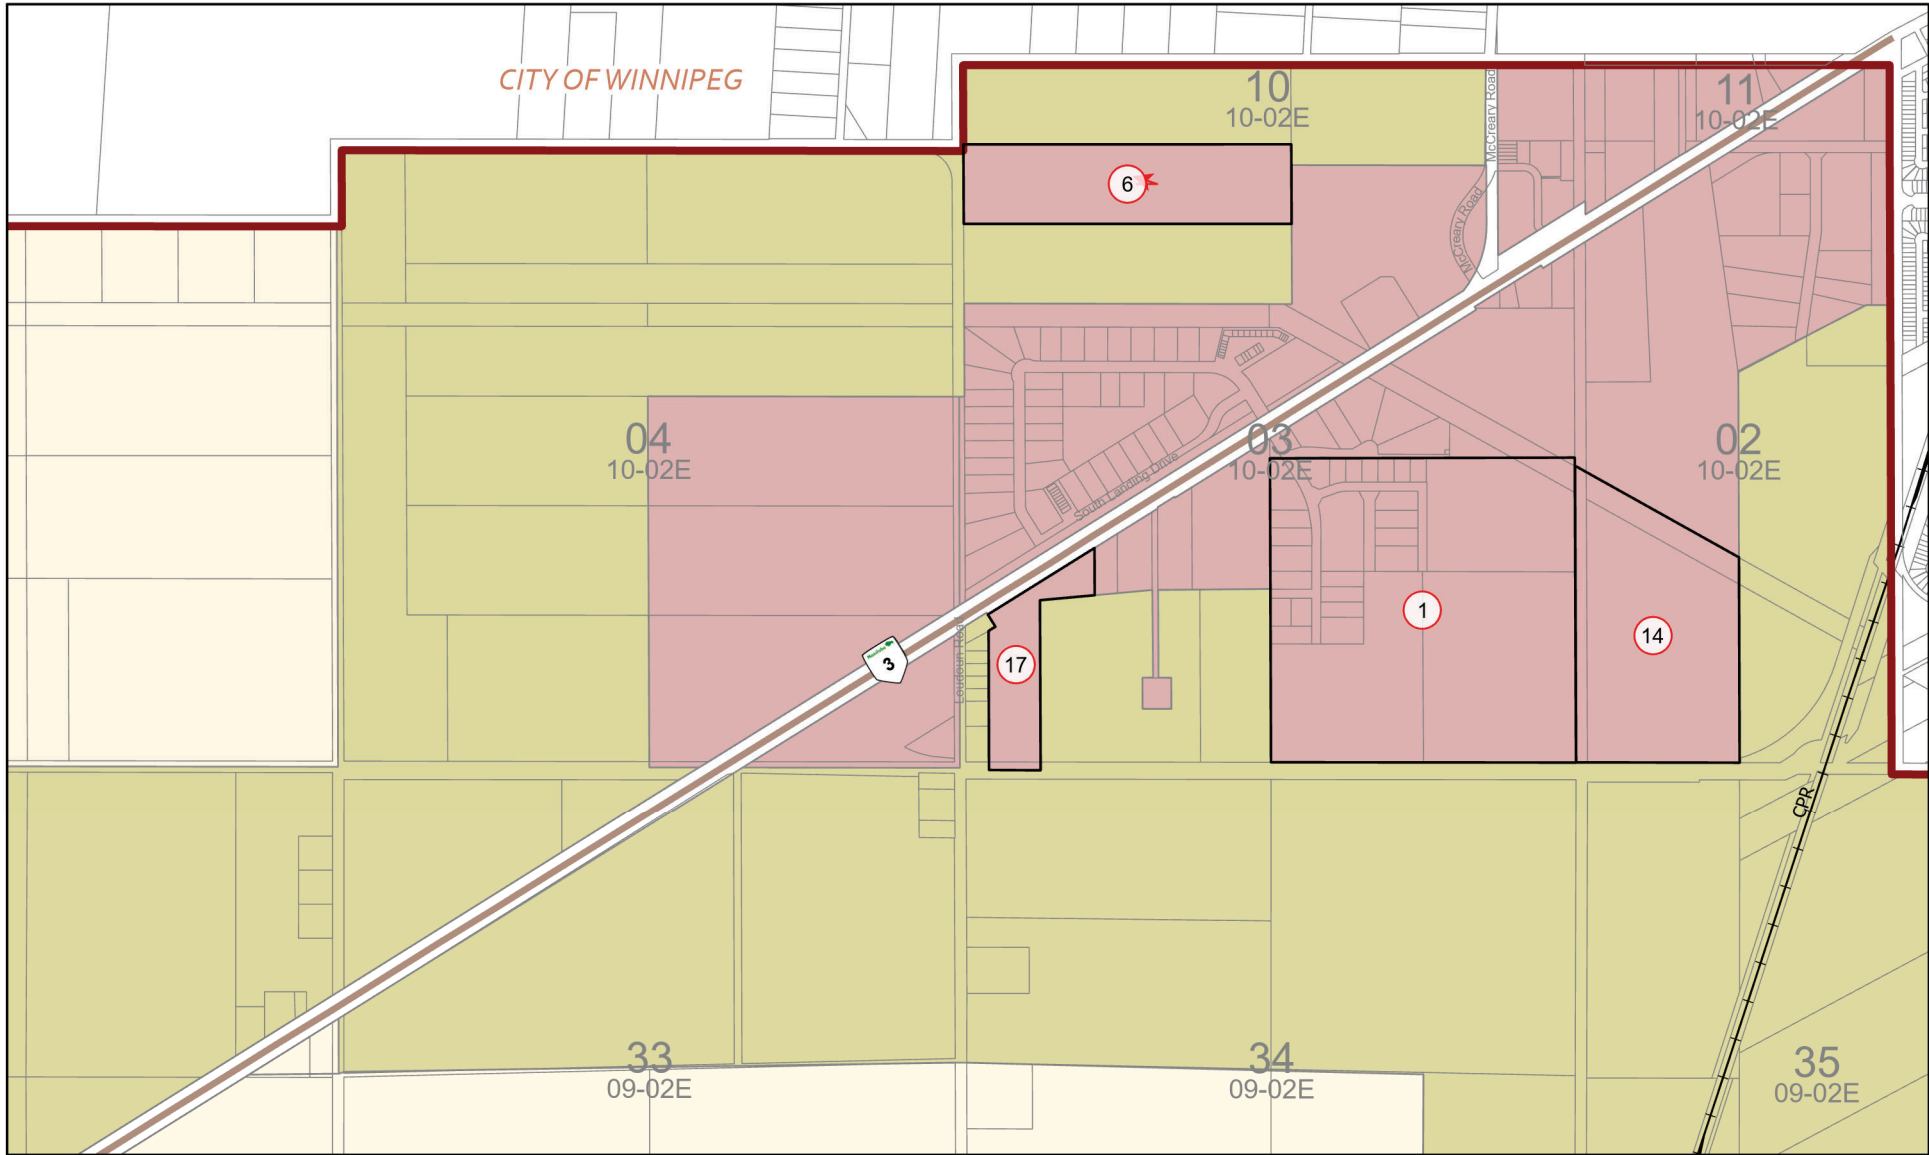 CITY OF WINNIPEG
10
10-02E
11
10-02E
McCreary Road
McCreary Road
6
04
10-02E
03
10-02E
02
10-02E
South Landing Drive
1
14
17
Loudoun Road
Manitoba
3
CPR
33
09-02E
34
09-02E
35
09-02E